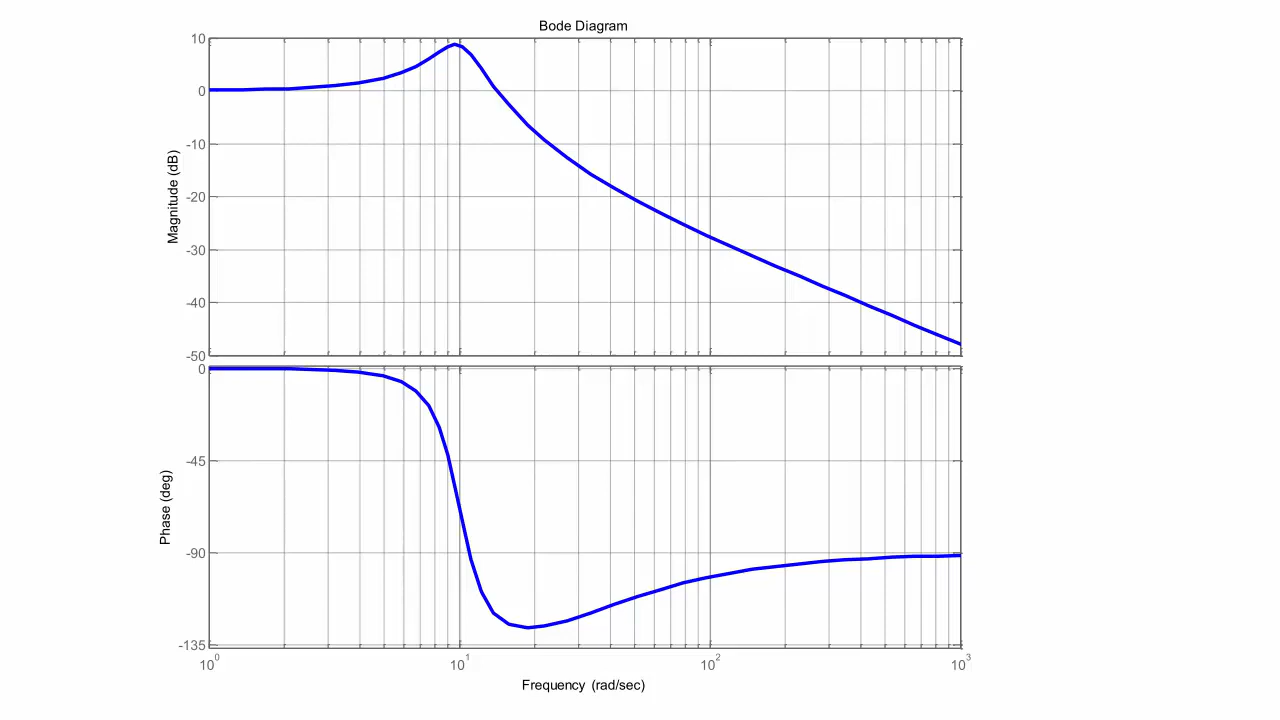 Bode Diagram
Magnitude (dB)
10
0
-10
-20
-30
-40
-50
Phase (deg)
0
-45
-90
-135
10^0 10^1 10^2 10^3
Frequency (rad/sec)